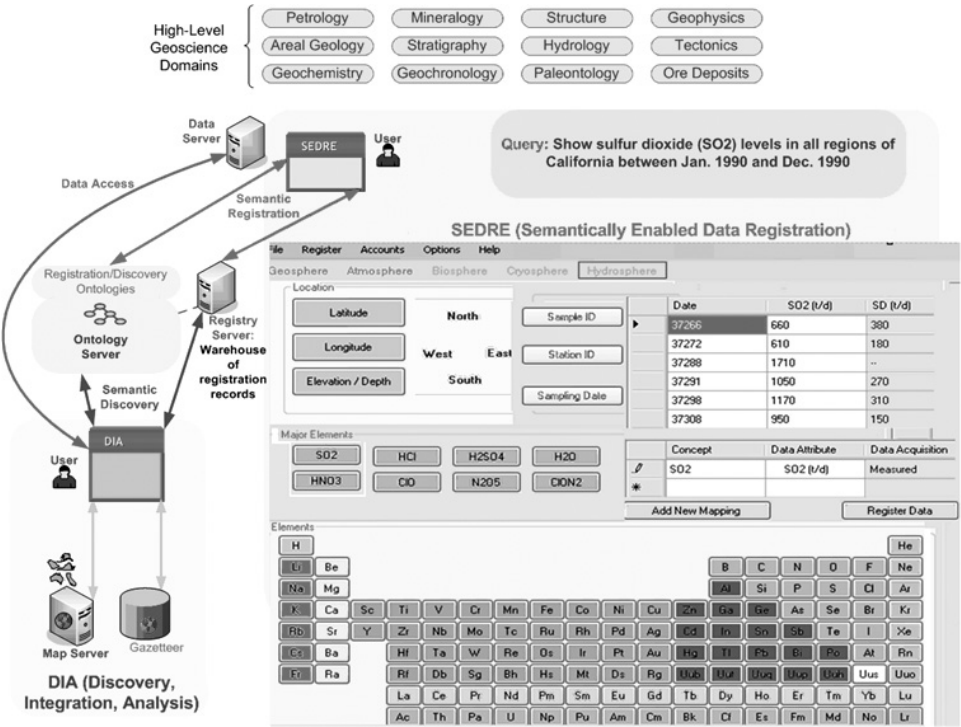 High-Level
Geoscience
Domains
Petrology Mineralogy Structure Geophysics
Areal Geology Stratigraphy Hydrology Tectonics
Geochemistry Geochronology Paleontology Ore Deposits
Data
Server
SEDRE
User
Query: Show sulfur dioxide (SO2) levels in all regions of
California between Jan. 1990 and Dec. 1990
Data Access
Semantic
Registration
Registration/Discovery
Ontologies
Ontology
Server
Registry
Server:
Warehouse
of
registration
records
Semantic
Discovery
DIA
User
Map Server
Gazetteer
DIA (Discovery,
Integration, Analysis)
SEDRE (Semantically Enabled Data Registration)
File Register Accounts Options Help
Geosphere Atmosphere Biosphere Cryosphere Hydrosphere
Location
Latitude
Longitude
Elevation / Depth
North
West East
South
Sample ID
Station ID
Sampling Date
Date SO2 (t/d) SD (t/d)
37266 660 380
37272 610 180
37288 1710 --
37291 1050 270
37298 1170 310
37308 950 150
Major Elements
SO2 HCl H2SO4 H2O
HNO3 ClO N2O5 ClON2
Concept Data Attribute Data Acquisition
SO2 SO2 (t/d) Measured
Add New Mapping Register Data
Elements
H He
Li Be B C N O F Ne
Na Mg Al Si P S Cl Ar
K Ca Sc Ti V Cr Mn Fe Co Ni Cu Zn Ga Ge As Se Br Kr
Rb Sr Y Zr Nb Mo Tc Ru Rh Pd Ag Cd In Sn Sb Te I Xe
Cs Ba Hf Ta W Re Os Ir Pt Au Hg Tl Pb Bi Po At Rn
Fr Ra Rf Db Sg Bh Hs Mt Ds Rg Uub Uut Uuq Uup Uuh Uus Uuo
La Ce Pr Nd Pm Sm Eu Gd Tb Dy Ho Er Tm Yb Lu
Ac Th Pa U Np Pu Am Cm Bk Cf Es Fm Md No Lr